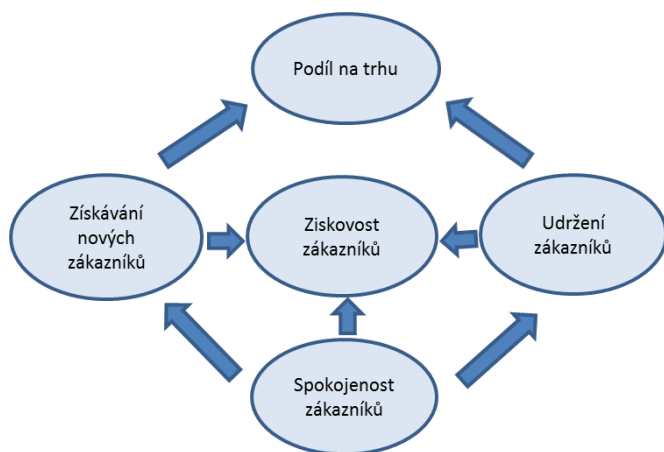 Podíl na trhu
Získávání
nových
zákazníků
Ziskovost
zákazníků
Udržení
zákazníků
Spokojenost
zákazníků